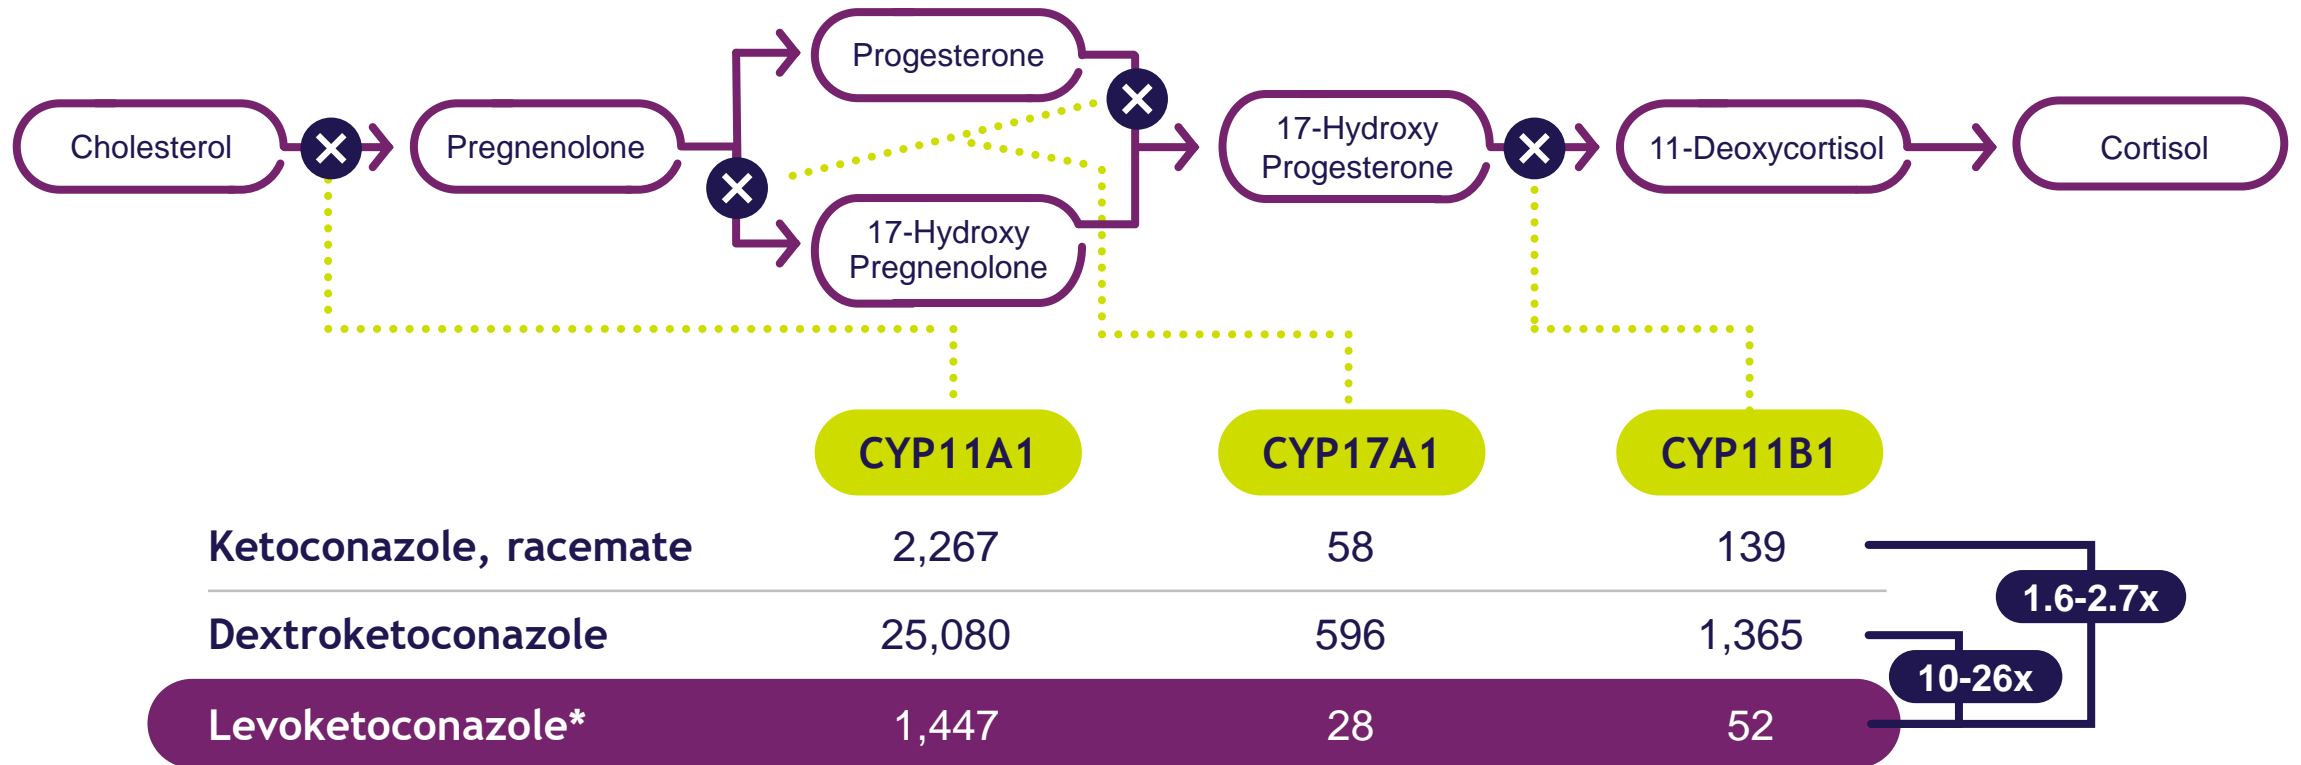 Progesterone
Cholesterol
Pregnenolone
17-Hydroxy
Progesterone
11-Deoxycortisol
Cortisol
17-Hydroxy
Pregnenolone
CYP11A1
CYP17A1
CYP11B1
Ketoconazole, racemate 2,267 58 139
1.6-2.7x
Dextroketoconazole 25,080 596 1,365
10-26x
Levoketoconazole* 1,447 28 52